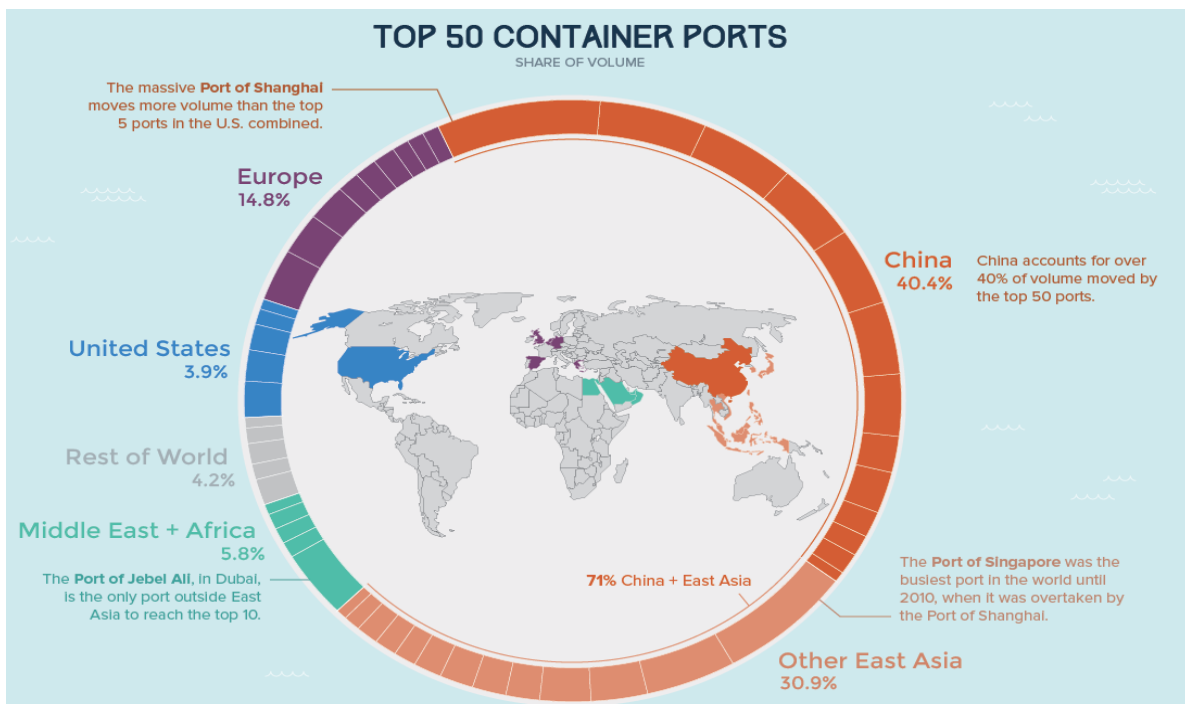 TOP 50 CONTAINER PORTS
SHARE OF VOLUME
The massive Port of Shanghai
moves more volume than the top
5 ports in the U.S. combined.
Europe
14.8%
China
40.4%
China accounts for over
40% of volume moved by
the top 50 ports.
United States
3.9%
Rest of World
4.2%
Middle East + Africa
5.8%
The Port of Jebel Ali, in Dubai,
is the only port outside East
Asia to reach the top 10.
71% China + East Asia
The Port of Singapore was the
busiest port in the world until
2010, when it was overtaken by
the Port of Shanghai.
Other East Asia
30.9%